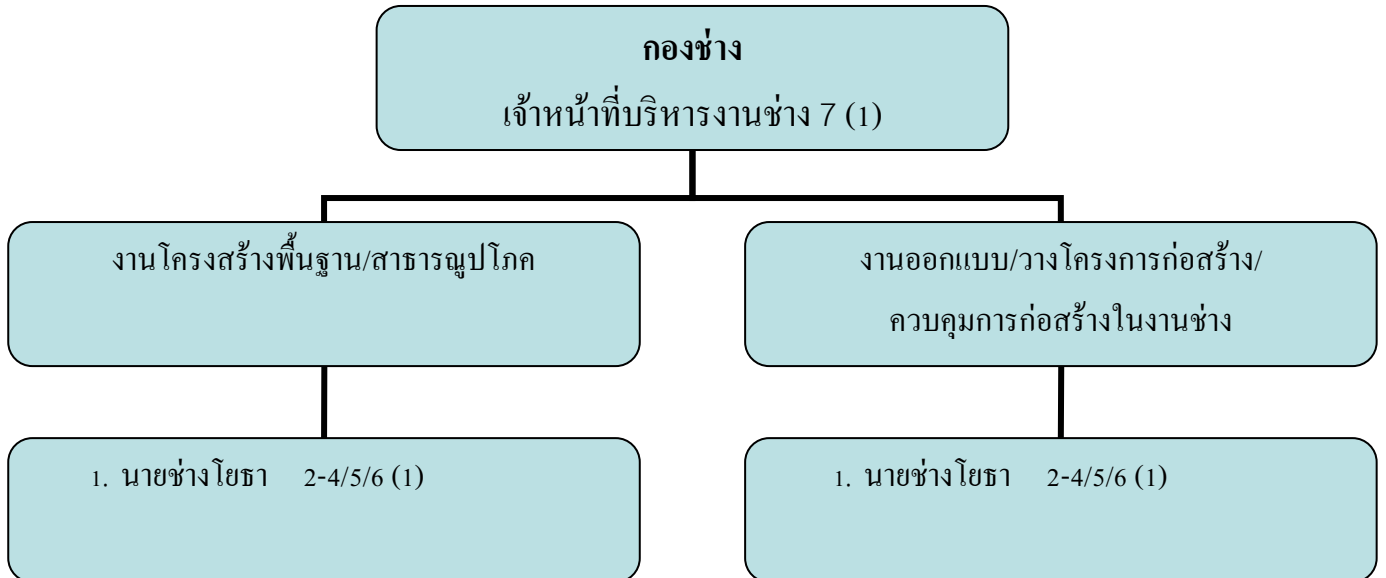 กองช่าง
เจ้าหน้าที่บริหารงานช่าง 7 (1)
งานโครงสร้างพื้นฐาน/สาธารณูปโภค
งานออกแบบ/วางโครงการก่อสร้าง/
ควบคุมการก่อสร้างในงานช่าง
1. นายช่างโยธา 2-4/5/6 (1)
1. นายช่างโยธา 2-4/5/6 (1)